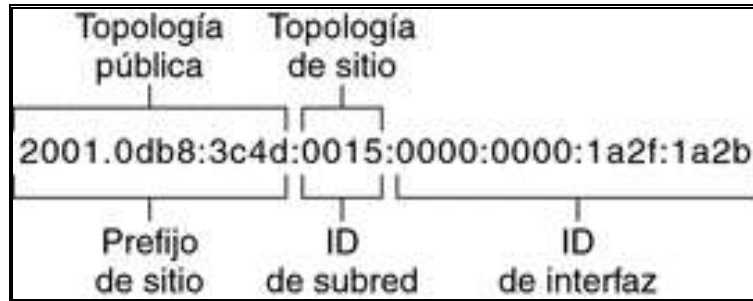 Topología Topología
pública de sitio
2001.0db8:3c4d:0015:0000:0000:1a2f:1a2b
Prefijo ID ID
de sitio de subred de interfaz